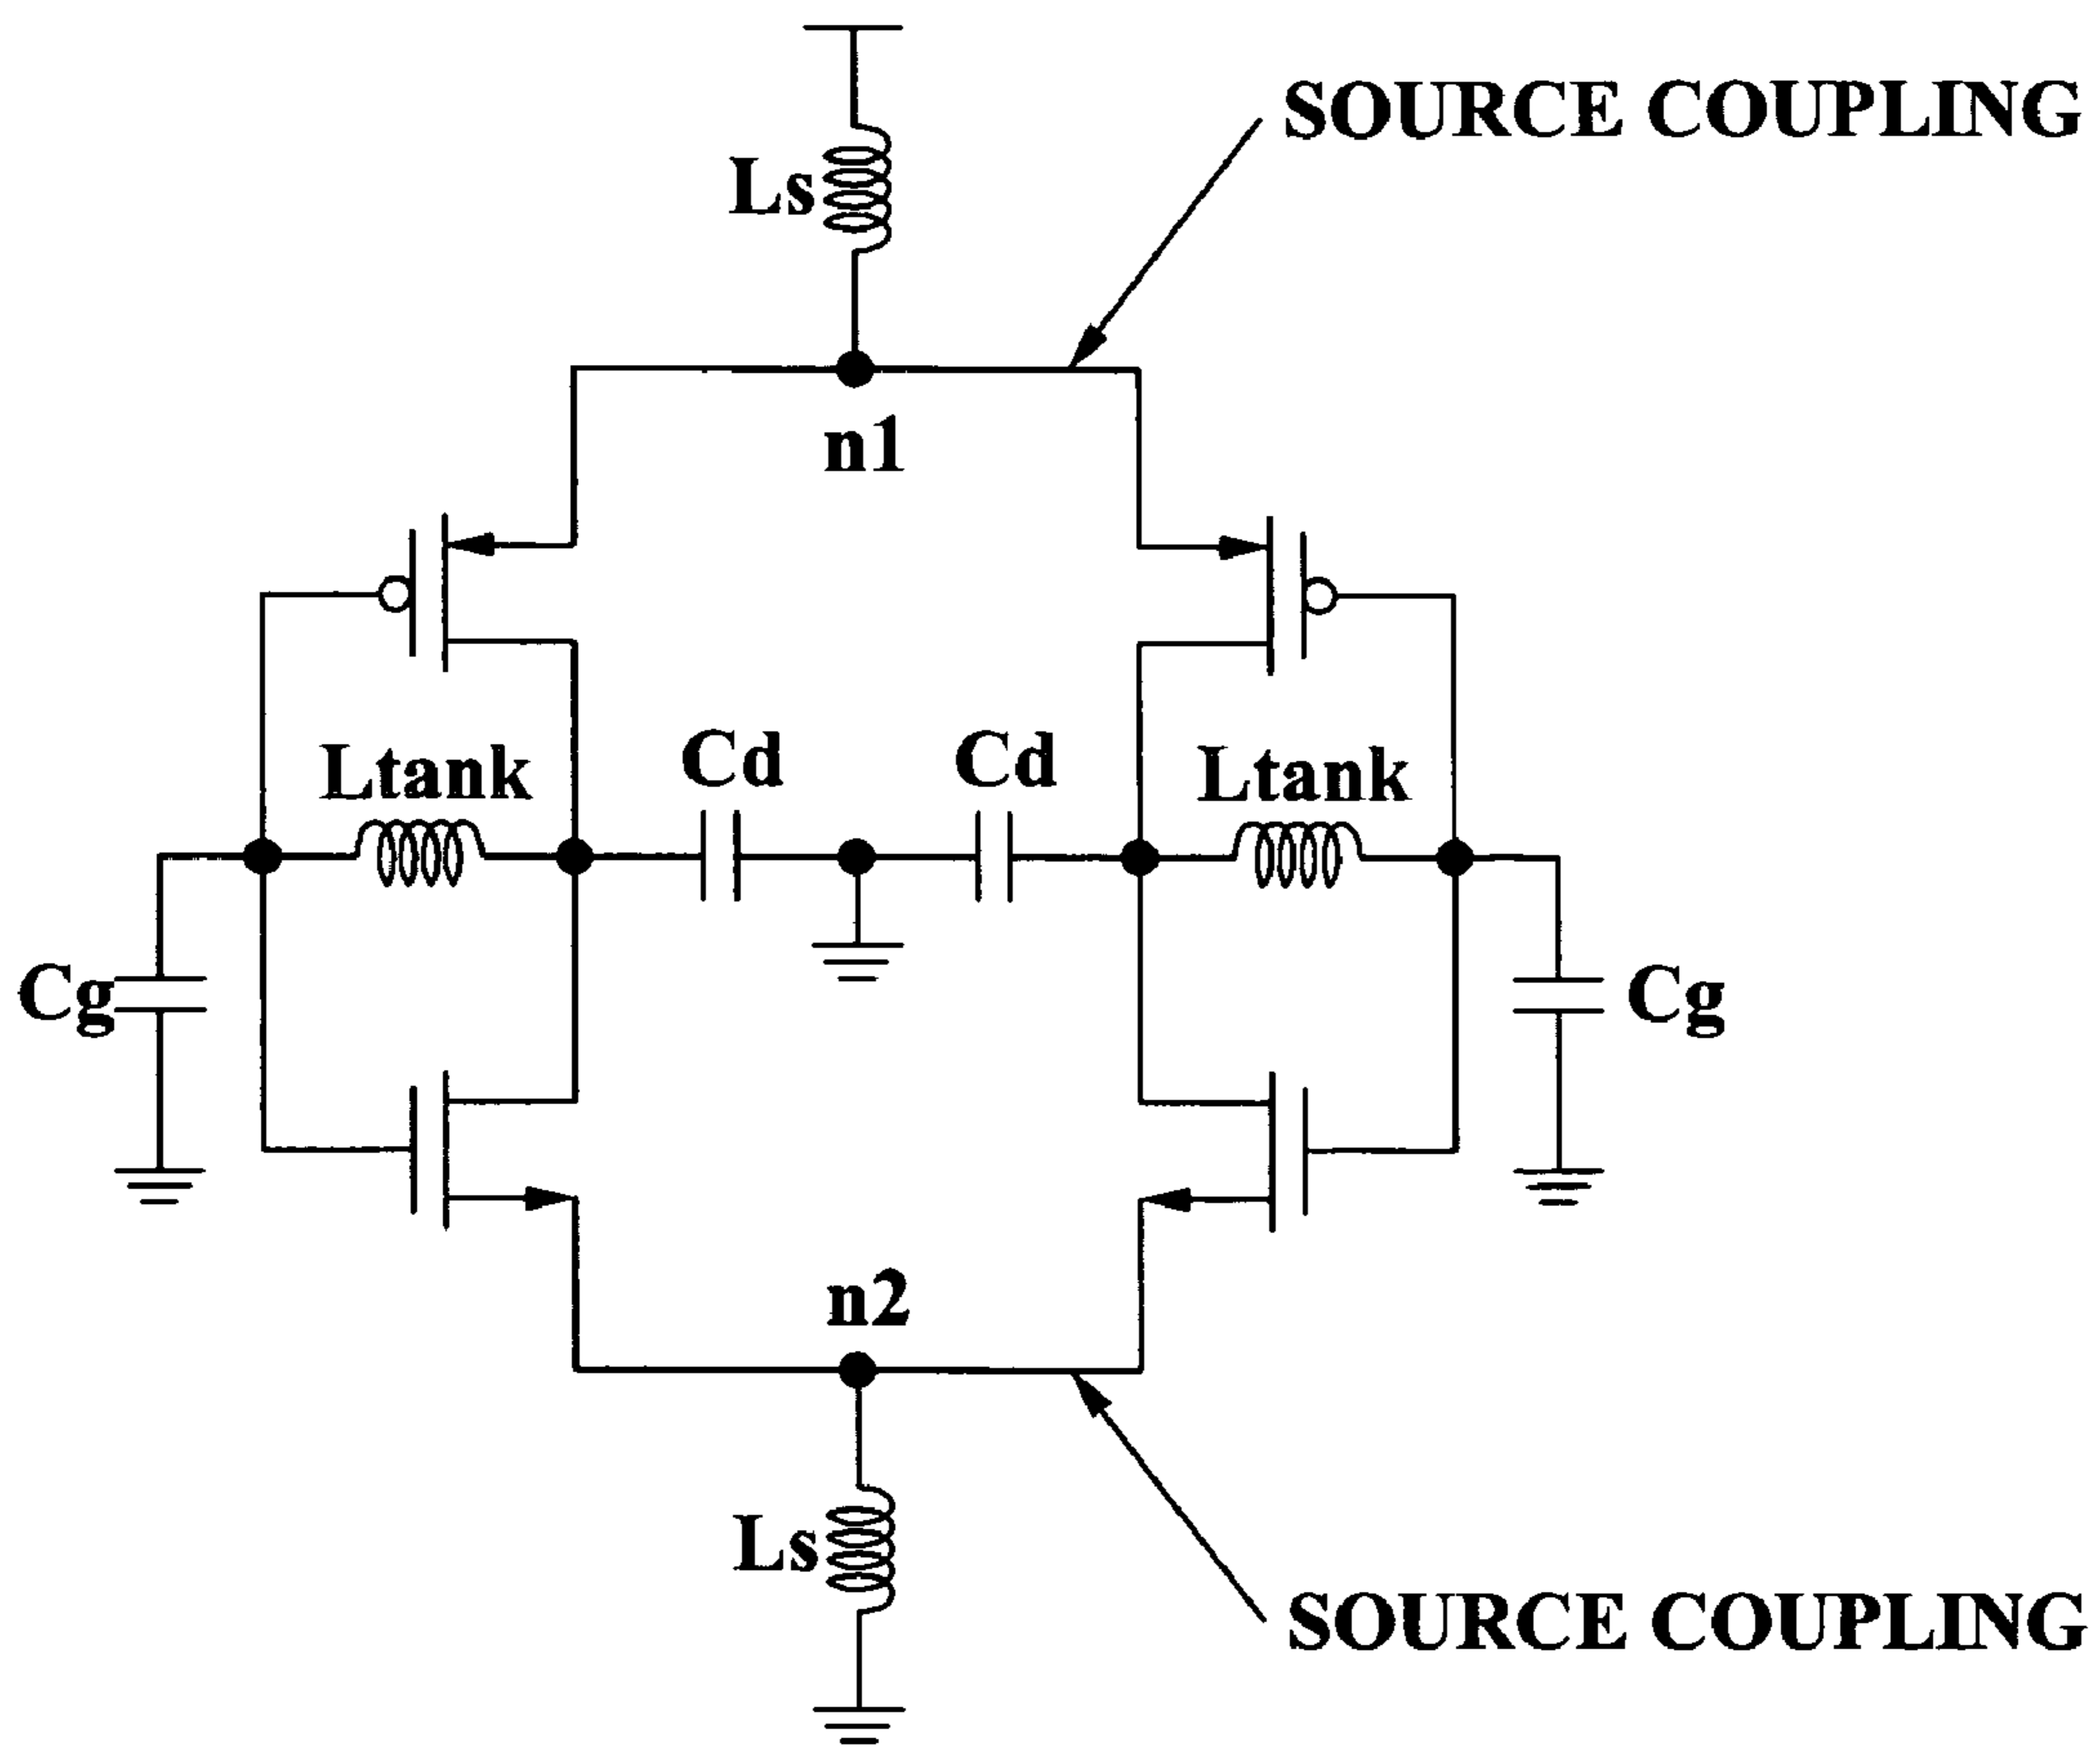 SOURCE COUPLING
Ls
n1
Ltank
Cd
Cd
Ltank
Cg
Cg
n2
Ls
SOURCE COUPLING